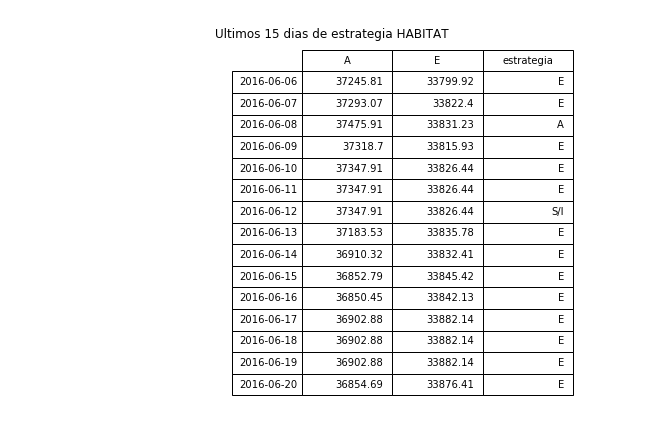 Ultimos 15 dias de estrategia HABITAT
A E estrategia
2016-06-06 37245.81 33799.92 E
2016-06-07 37293.07 33822.4 E
2016-06-08 37475.91 33831.23 A
2016-06-09 37318.7 33815.93 E
2016-06-10 37347.91 33826.44 E
2016-06-11 37347.91 33826.44 E
2016-06-12 37347.91 33826.44 S/I
2016-06-13 37183.53 33835.78 E
2016-06-14 36910.32 33832.41 E
2016-06-15 36852.79 33845.42 E
2016-06-16 36850.45 33842.13 E
2016-06-17 36902.88 33882.14 E
2016-06-18 36902.88 33882.14 E
2016-06-19 36902.88 33882.14 E
2016-06-20 36854.69 33876.41 E